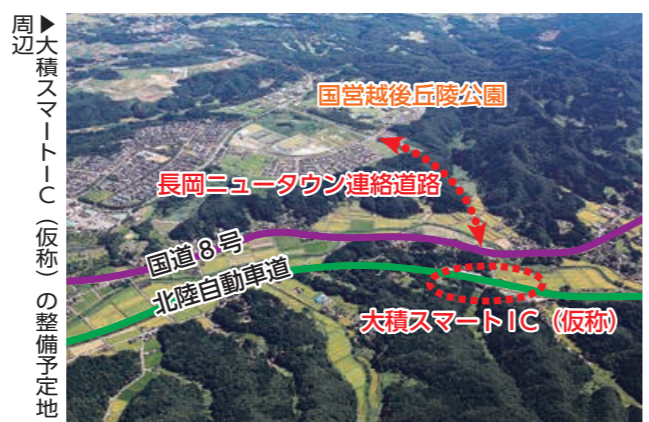 ▶大積スマートIC（仮称）の整備予定地
周辺
国営越後丘陵公園
長岡ニュータウン連絡道路
国道8号
北陸自動車道
大積スマートIC（仮称）